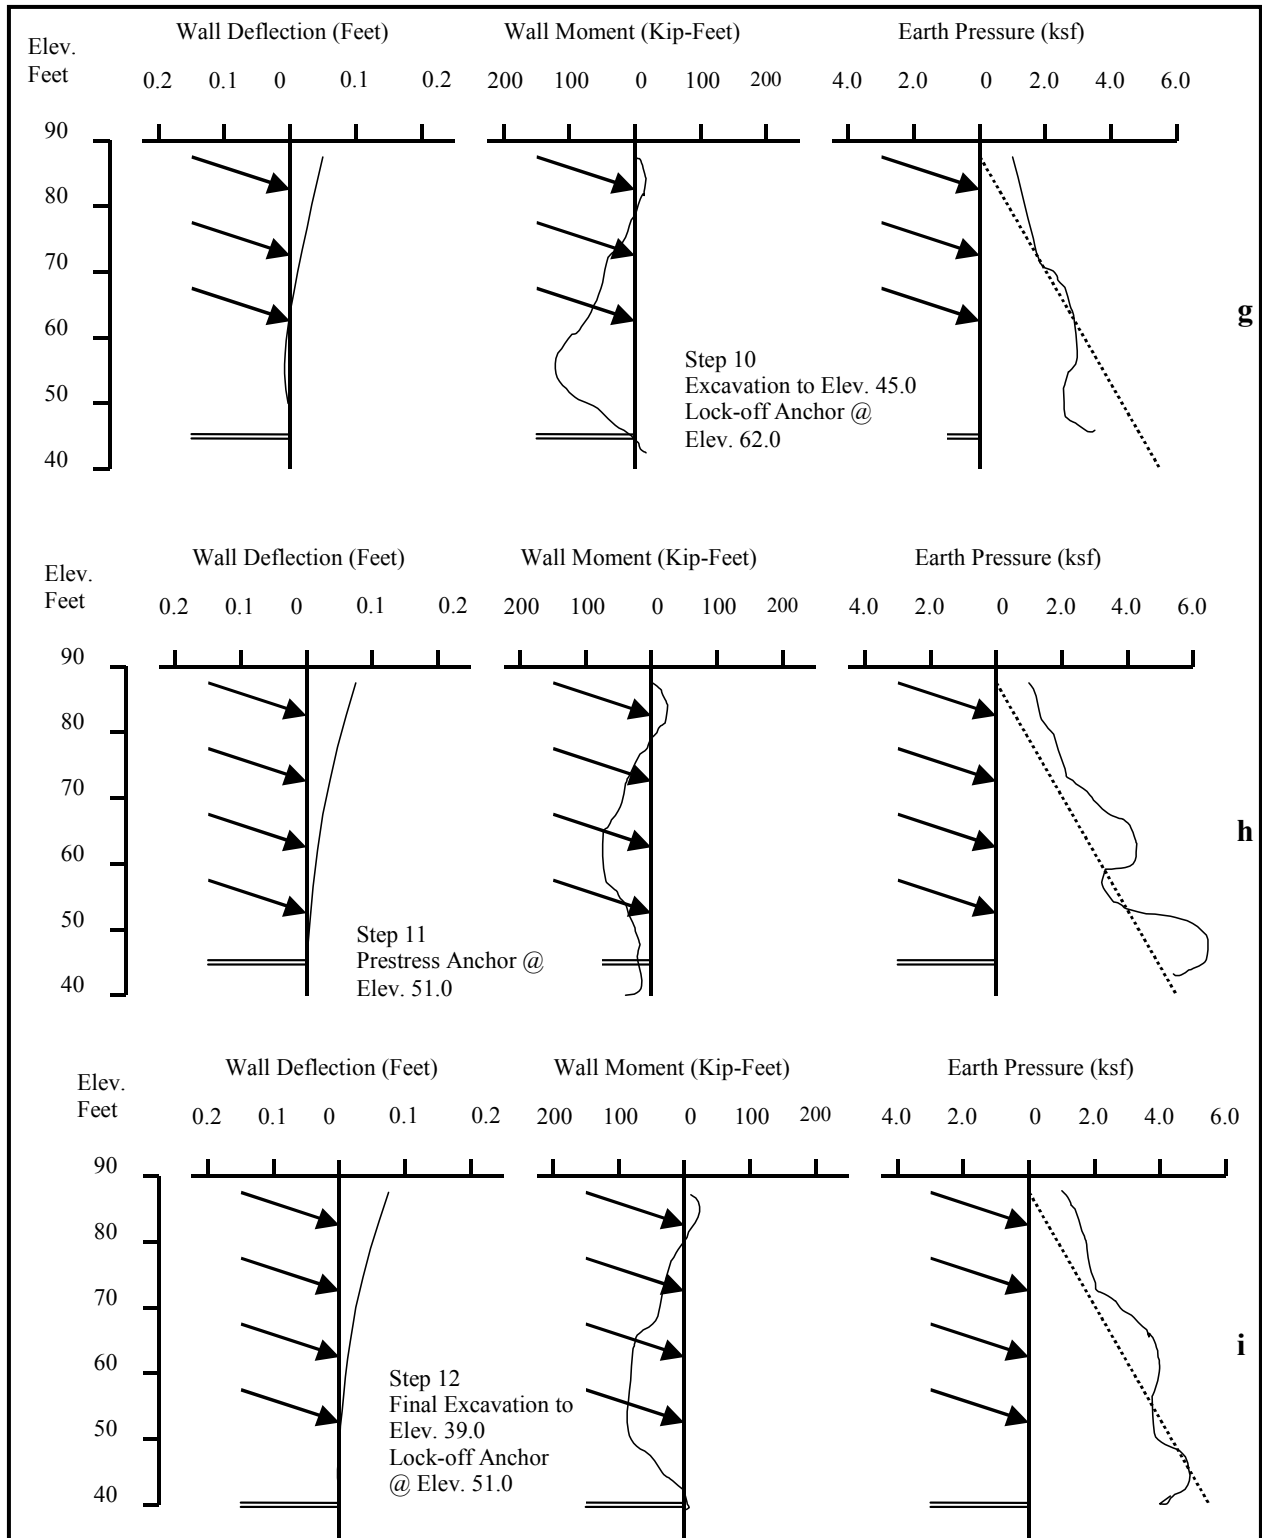 Wall Deflection (Feet) Wall Moment (Kip-Feet) Earth Pressure (ksf)
Elev.
Feet
0.2 0.1 0 0.1 0.2 200 100 0 100 200 4.0 2.0 0 2.0 4.0 6.0
90
80
70
60
50
40
Step 10
Excavation to Elev. 45.0
Lock-off Anchor @
Elev. 62.0
g
Wall Deflection (Feet) Wall Moment (Kip-Feet) Earth Pressure (ksf)
Elev.
Feet
0.2 0.1 0 0.1 0.2 200 100 0 100 200 4.0 2.0 0 2.0 4.0 6.0
90
80
70
60
50
40
Step 11
Prestress Anchor @
Elev. 51.0
h
Wall Deflection (Feet) Wall Moment (Kip-Feet) Earth Pressure (ksf)
Elev.
Feet
0.2 0.1 0 0.1 0.2 200 100 0 100 200 4.0 2.0 0 2.0 4.0 6.0
90
80
70
60
50
40
Step 12
Final Excavation to
Elev. 39.0
Lock-off Anchor
@ Elev. 51.0
i